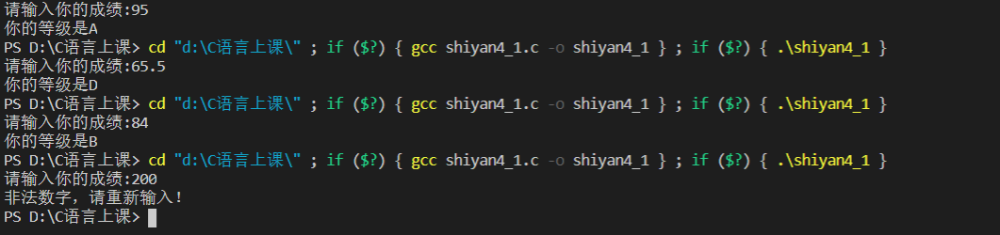 请输入你的成绩:95
你的等级是A
PS D:\C语言上课> cd "d:\C语言上课\" ; if ($?) { gcc shiyan4_1.c -o shiyan4_1 } ; if ($?) { .\shiyan4_1 }
请输入你的成绩:65.5
你的等级是D
PS D:\C语言上课> cd "d:\C语言上课\" ; if ($?) { gcc shiyan4_1.c -o shiyan4_1 } ; if ($?) { .\shiyan4_1 }
请输入你的成绩:84
你的等级是B
PS D:\C语言上课> cd "d:\C语言上课\" ; if ($?) { gcc shiyan4_1.c -o shiyan4_1 } ; if ($?) { .\shiyan4_1 }
请输入你的成绩:200
非法数字，请重新输入！
PS D:\C语言上课>